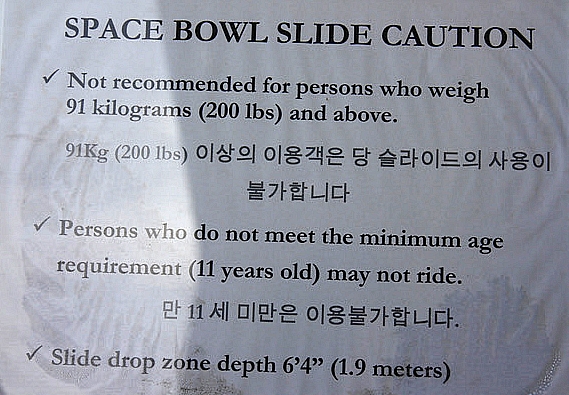 SPACE BOWL SLIDE CAUTION
✓ Not recommended for persons who weigh
91 kilograms (200 lbs) and above.
91Kg (200 lbs) 이상의 이용객은 당 슬라이드의 사용이
불가합니다
✓ Persons who do not meet the minimum age
requirement (11 years old) may not ride.
만 11 세 미만은 이용불가합니다.
✓ Slide drop zone depth 6'4” (1.9 meters)